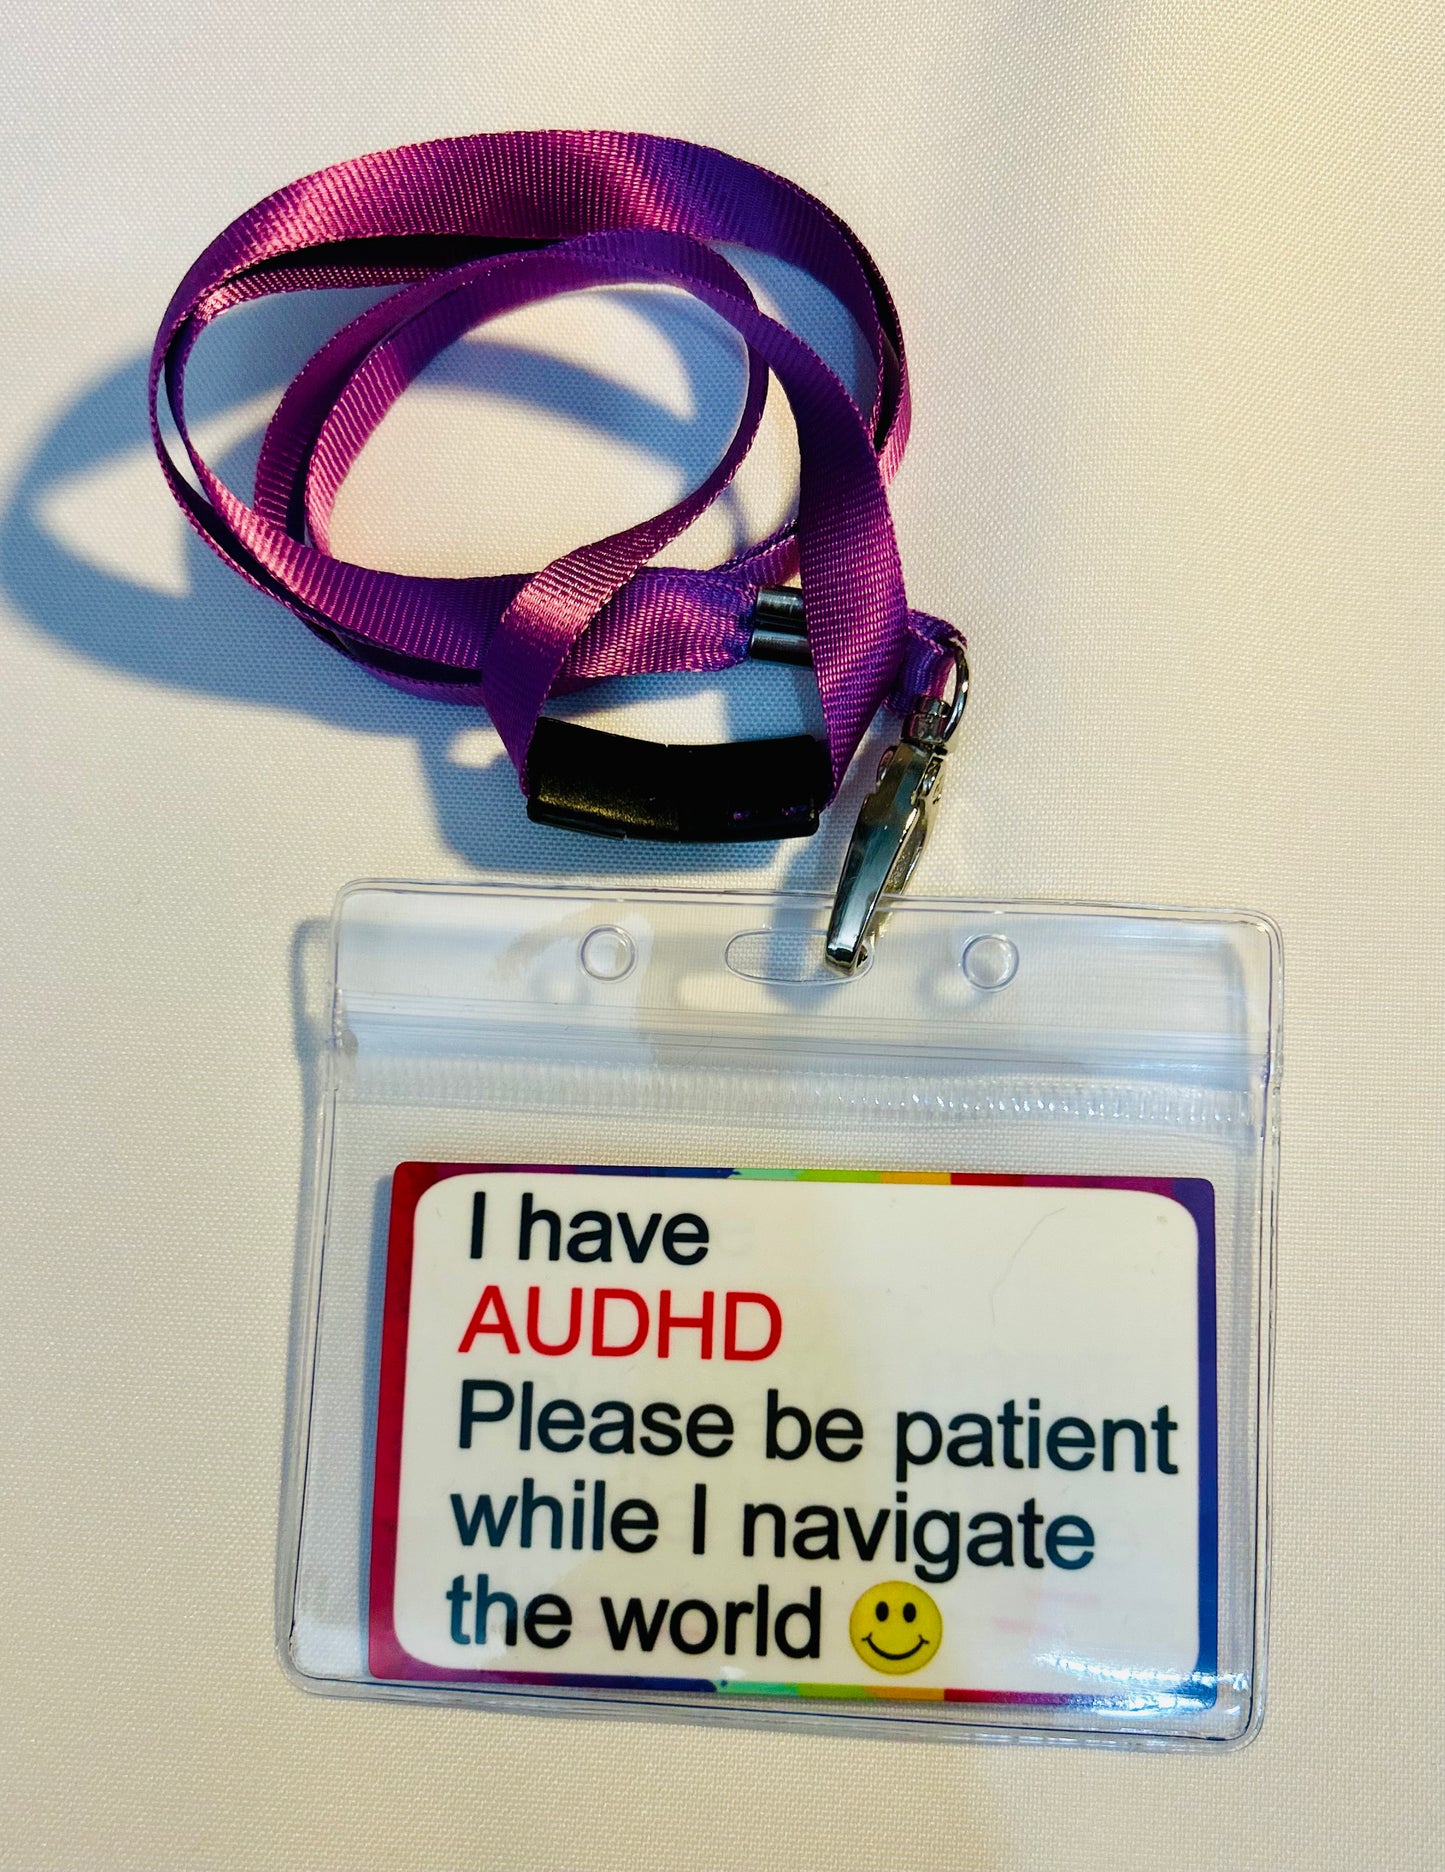 I have
AUDHD
Please be patient
while I navigate
the world